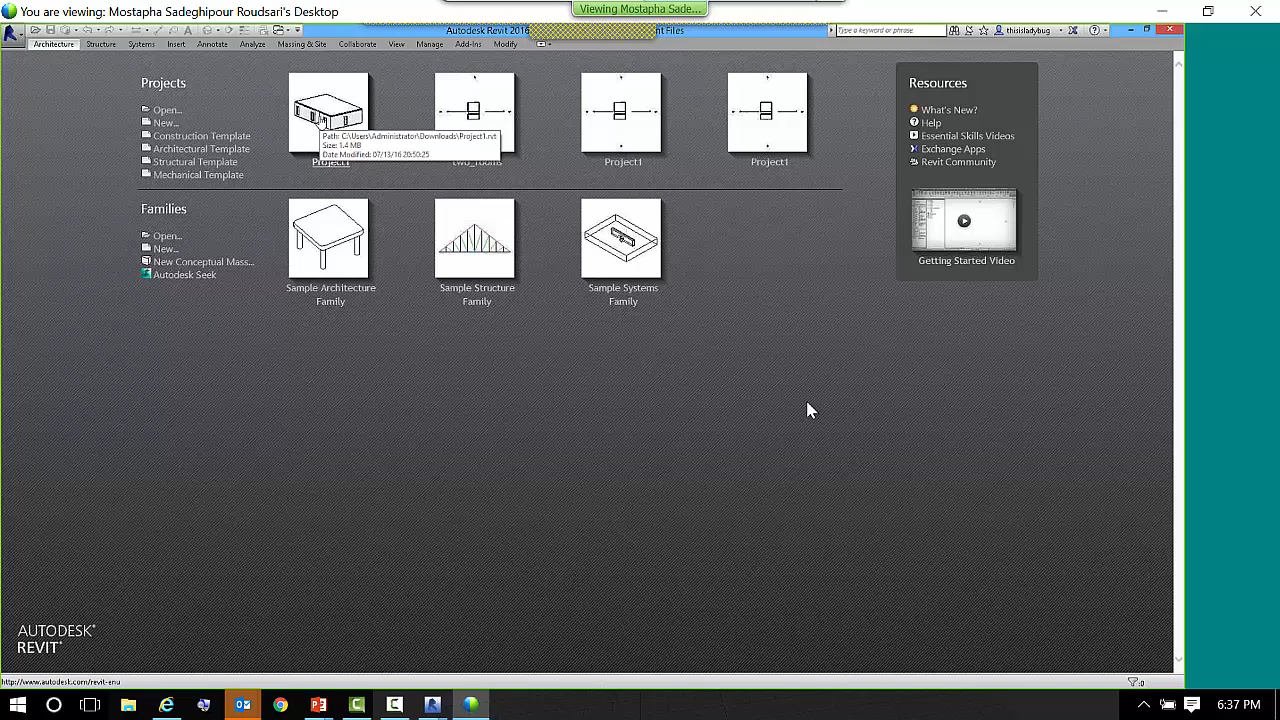 You are viewing: Mostapha Sadeghipour Roudsari's Desktop
Viewing Mostapha Sade...
Autodesk Revit 2016
nt Files
Type a keyword or phrase
thisisladybug
Architecture Structure Systems Insert Annotate Analyze Massing & Site Collaborate View Manage Add-Ins Modify
Projects
Open...
New...
Construction Template
Architectural Template
Structural Template
Mechanical Template
Path: C:\Users\Administrator\Downloads\Project1.rvt
Size: 1.4 MB
Date Modified: 07/13/16 20:50:25
Project1
two_rooms
Project1
Project1
Families
Open...
New...
New Conceptual Mass...
Autodesk Seek
Sample Architecture
Family
Sample Structure
Family
Sample Systems
Family
Resources
What's New?
Help
Essential Skills Videos
Exchange Apps
Revit Community
Getting Started Video
AUTODESK®
REVIT®
http://www.autodesk.com/revit-enu
:0
6:37 PM